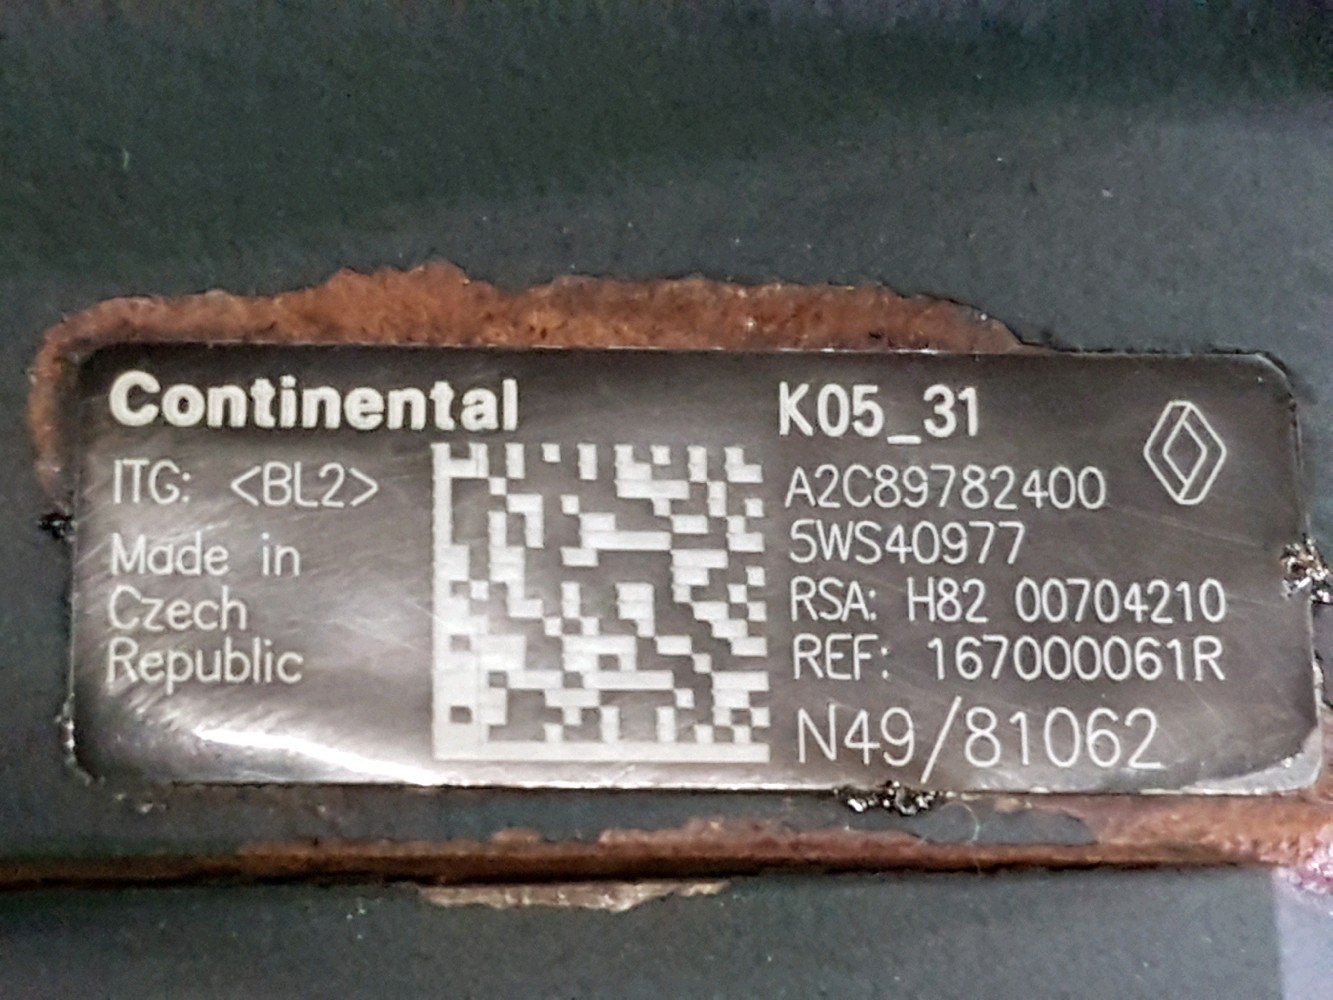 Continental
ITG: <BL2>
Made in
Czech
Republic
K05_31
A2C89782400
5WS40977
RSA: H82 00704210
REF: 167000061R
N49/81062